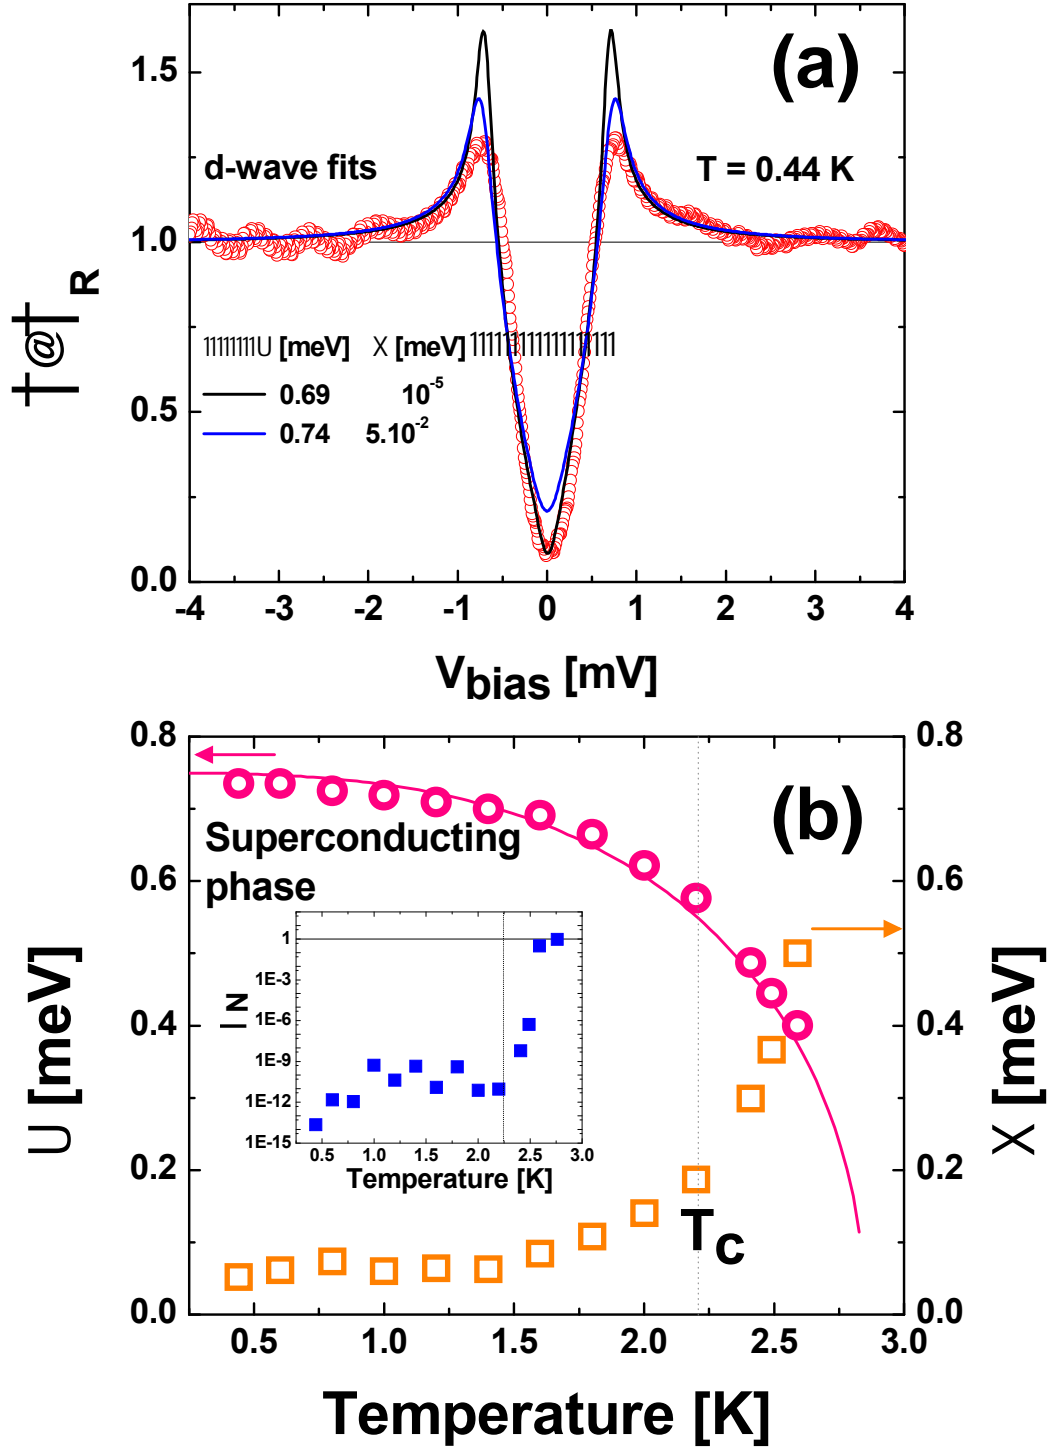 (a)
1.5
1.0
0.5
0.0
d-wave fits
T = 0.44 K
†@†R
11111111U [meV] X [meV]
0.69 10⁻⁵
0.74 5.10⁻²
-4 -3 -2 -1 0 1 2 3 4
Vbias [mV]
(b)
0.8 0.8
0.6 0.6
0.4 0.4
0.2 0.2
0.0 0.0
Superconducting
phase
U [meV]
X [meV]
1
1E-3
1E-6
1E-9
1E-12
1E-15
0.5 1.0 1.5 2.0 2.5 3.0
Temperature [K]
Tc
0.5 1.0 1.5 2.0 2.5 3.0
Temperature [K]